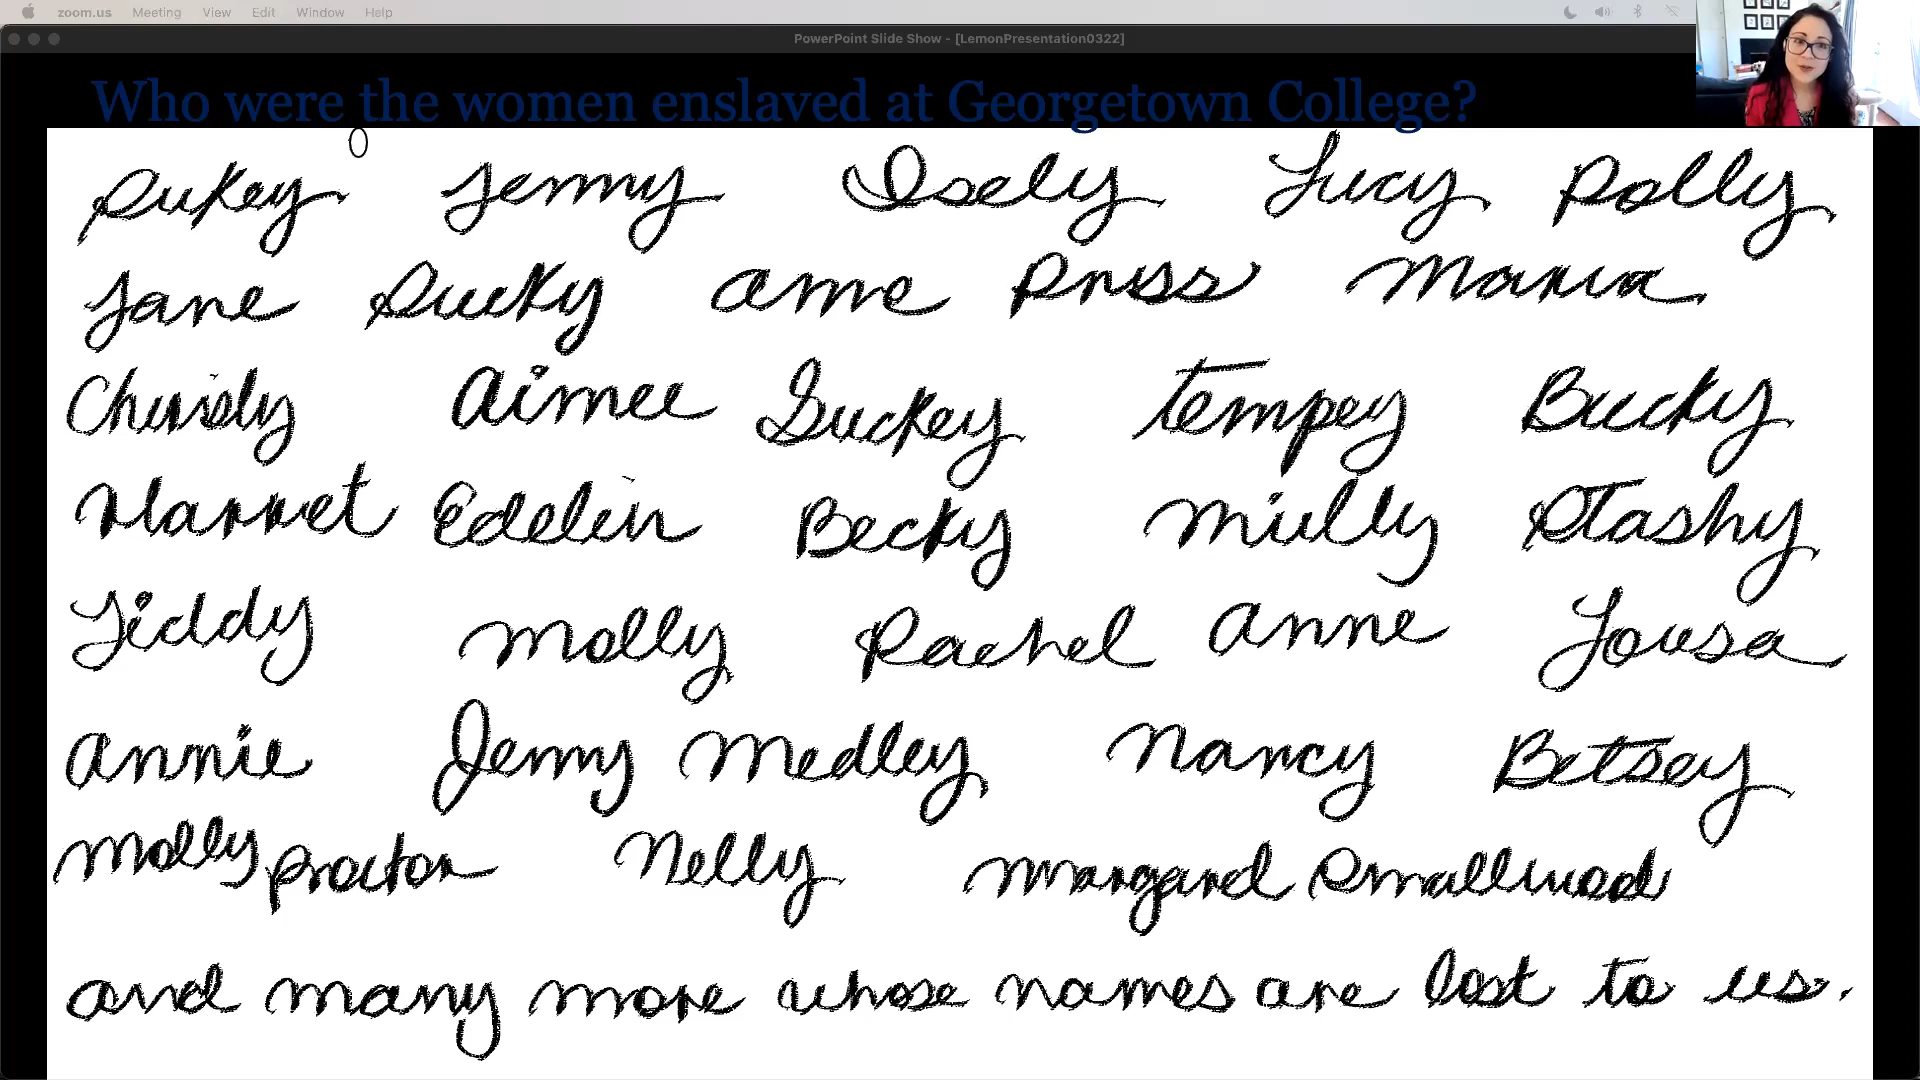 zoom.us Meeting View Edit Window Help
PowerPoint Slide Show - [LemonPresentation0322]
Who were the women enslaved at Georgetown College?
Sukey Jenny Isely Lucy Polly
Jane Sucky Anne Priss Maria
Chrisly Aimee Suckey Tempey Bucky
Harriet Edelin Becky Milly Stashy
Liddy Molly Rachel Anne Lousa
Annie Jenny Medley Nancy Betsey
Molly Proctor Nelly Margaret Smallwood
and many more whose names are lost to us.